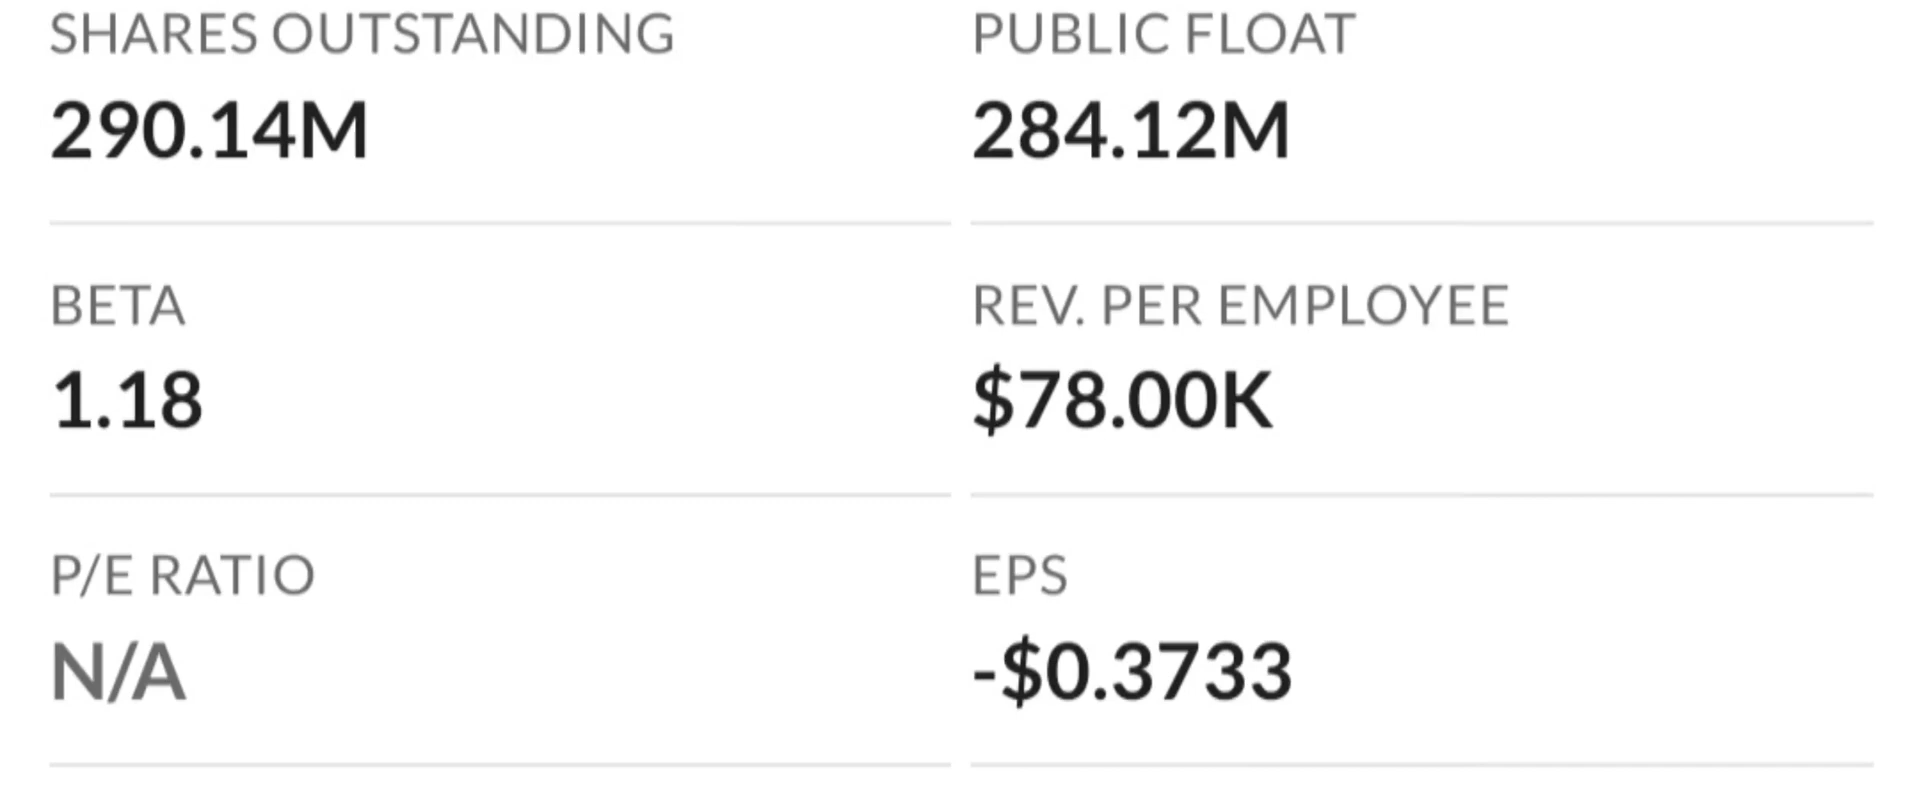 SHARES OUTSTANDING
290.14M
PUBLIC FLOAT
284.12M
BETA
1.18
REV. PER EMPLOYEE
$78.00K
P/E RATIO
N/A
EPS
-$0.3733